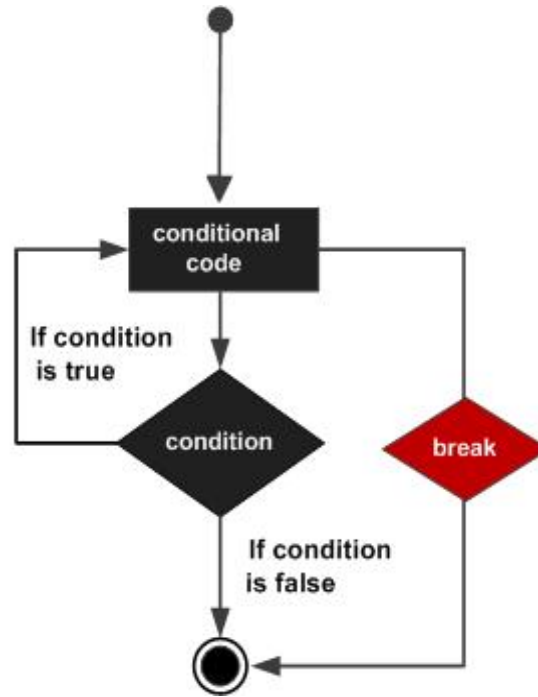 conditional
code
If condition
is true
condition
break
If condition
is false